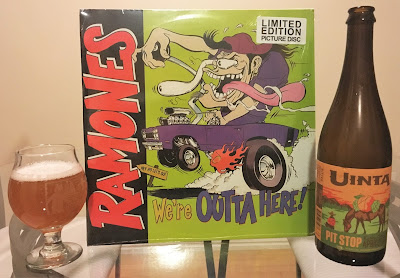 RAMONES
LIMITED
EDITION
PICTURE DISC
We're OUTTA HERE!
UINTA
PIT STOP